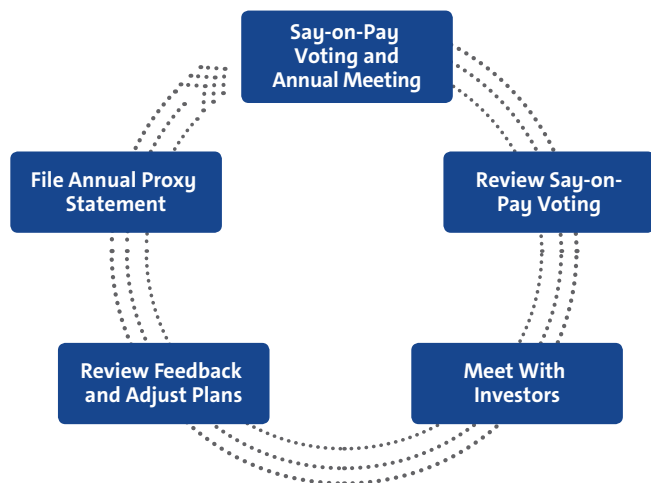 Say-on-Pay
Voting and
Annual Meeting
Review Say-on-
Pay Voting
Meet With
Investors
Review Feedback
and Adjust Plans
File Annual Proxy
Statement